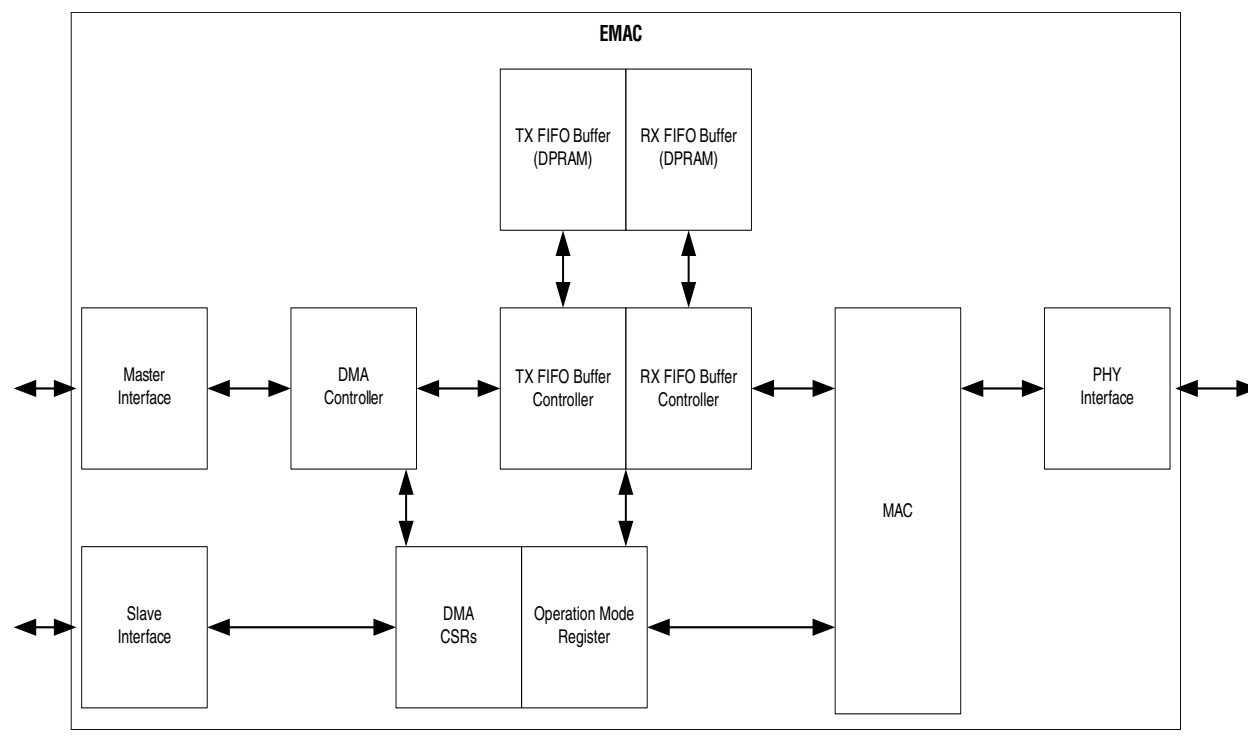 EMAC
TX FIFO Buffer
(DPRAM)
RX FIFO Buffer
(DPRAM)
Master
Interface
DMA
Controller
TX FIFO Buffer
Controller
RX FIFO Buffer
Controller
PHY
Interface
MAC
Slave
Interface
DMA
CSRs
Operation Mode
Register